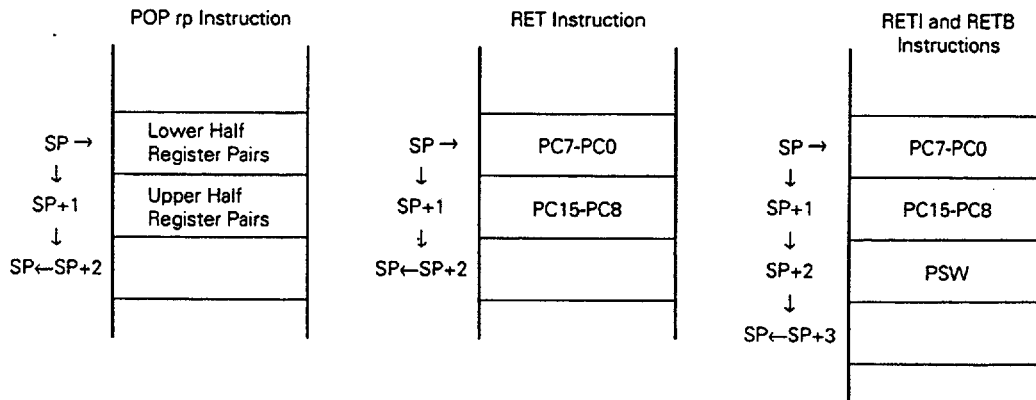 POP rp Instruction
SP → Lower Half
Register Pairs
↓
SP+1 Upper Half
Register Pairs
↓
SP←SP+2
RET Instruction
SP → PC7-PC0
↓
SP+1 PC15-PC8
↓
SP←SP+2
RETI and RETB
Instructions
SP → PC7-PC0
↓
SP+1 PC15-PC8
↓
SP+2 PSW
↓
SP←SP+3